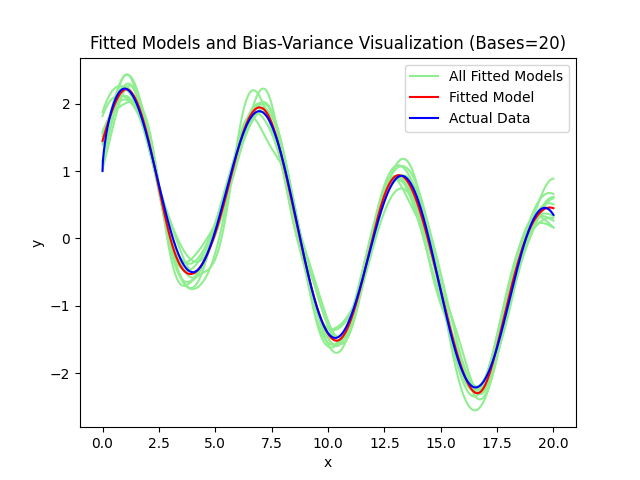 Fitted Models and Bias-Variance Visualization (Bases=20)
All Fitted Models
Fitted Model
Actual Data
y
2
1
0
−1
−2
0.0 2.5 5.0 7.5 10.0 12.5 15.0 17.5 20.0
x